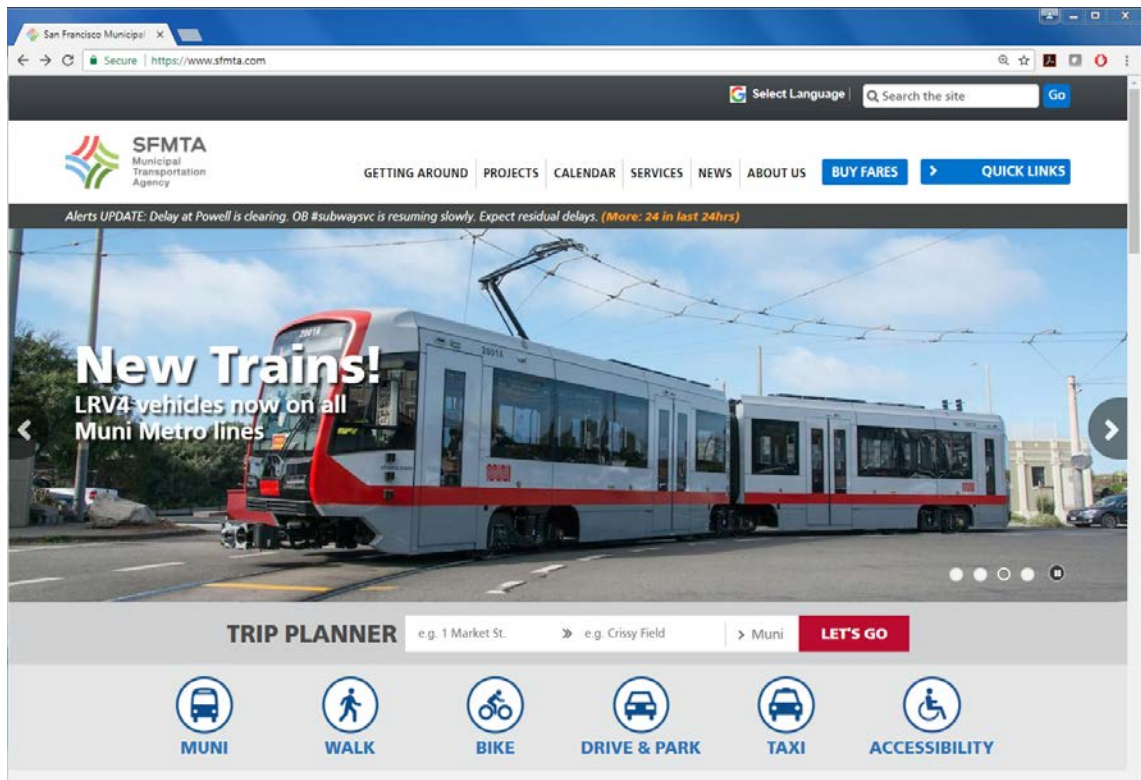 San Francisco Municipal
Secure | https://www.sfmta.com
Select Language
Search the site
Go
SFMTA
Municipal
Transportation
Agency
GETTING AROUND
PROJECTS
CALENDAR
SERVICES
NEWS
ABOUT US
BUY FARES
QUICK LINKS
Alerts UPDATE: Delay at Powell is clearing. OB #subwaysvc is resuming slowly. Expect residual delays. (More: 24 in last 24hrs)
2001A
2001A
New Trains!
LRV4 vehicles now on all
Muni Metro lines
TRIP PLANNER
e.g. 1 Market St.
e.g. Crissy Field
Muni
LET'S GO
MUNI
WALK
BIKE
DRIVE & PARK
TAXI
ACCESSIBILITY